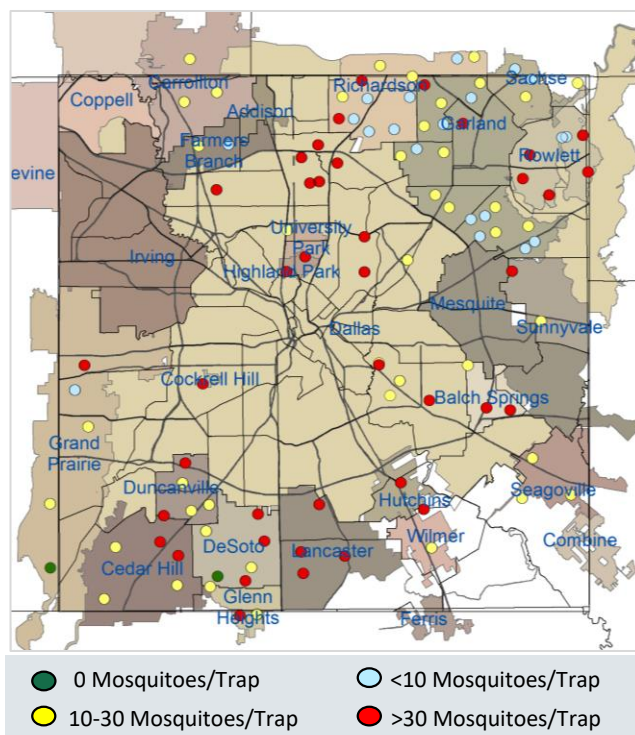 Carrollton
Sachse
Coppell
Richardson
Addison
Garland
Farmers
Branch
Rowlett
evine
University
Park
Irving
Highland Park
Mesquite
Sunnyvale
Dallas
Cockrell Hill
Balch Springs
Grand
Prairie
Duncanville
Hutchins
Seagoville
Wilmer
Combine
DeSoto
Lancaster
Cedar Hill
Glenn
Heights
Ferris
0 Mosquitoes/Trap
<10 Mosquitoes/Trap
10-30 Mosquitoes/Trap
>30 Mosquitoes/Trap